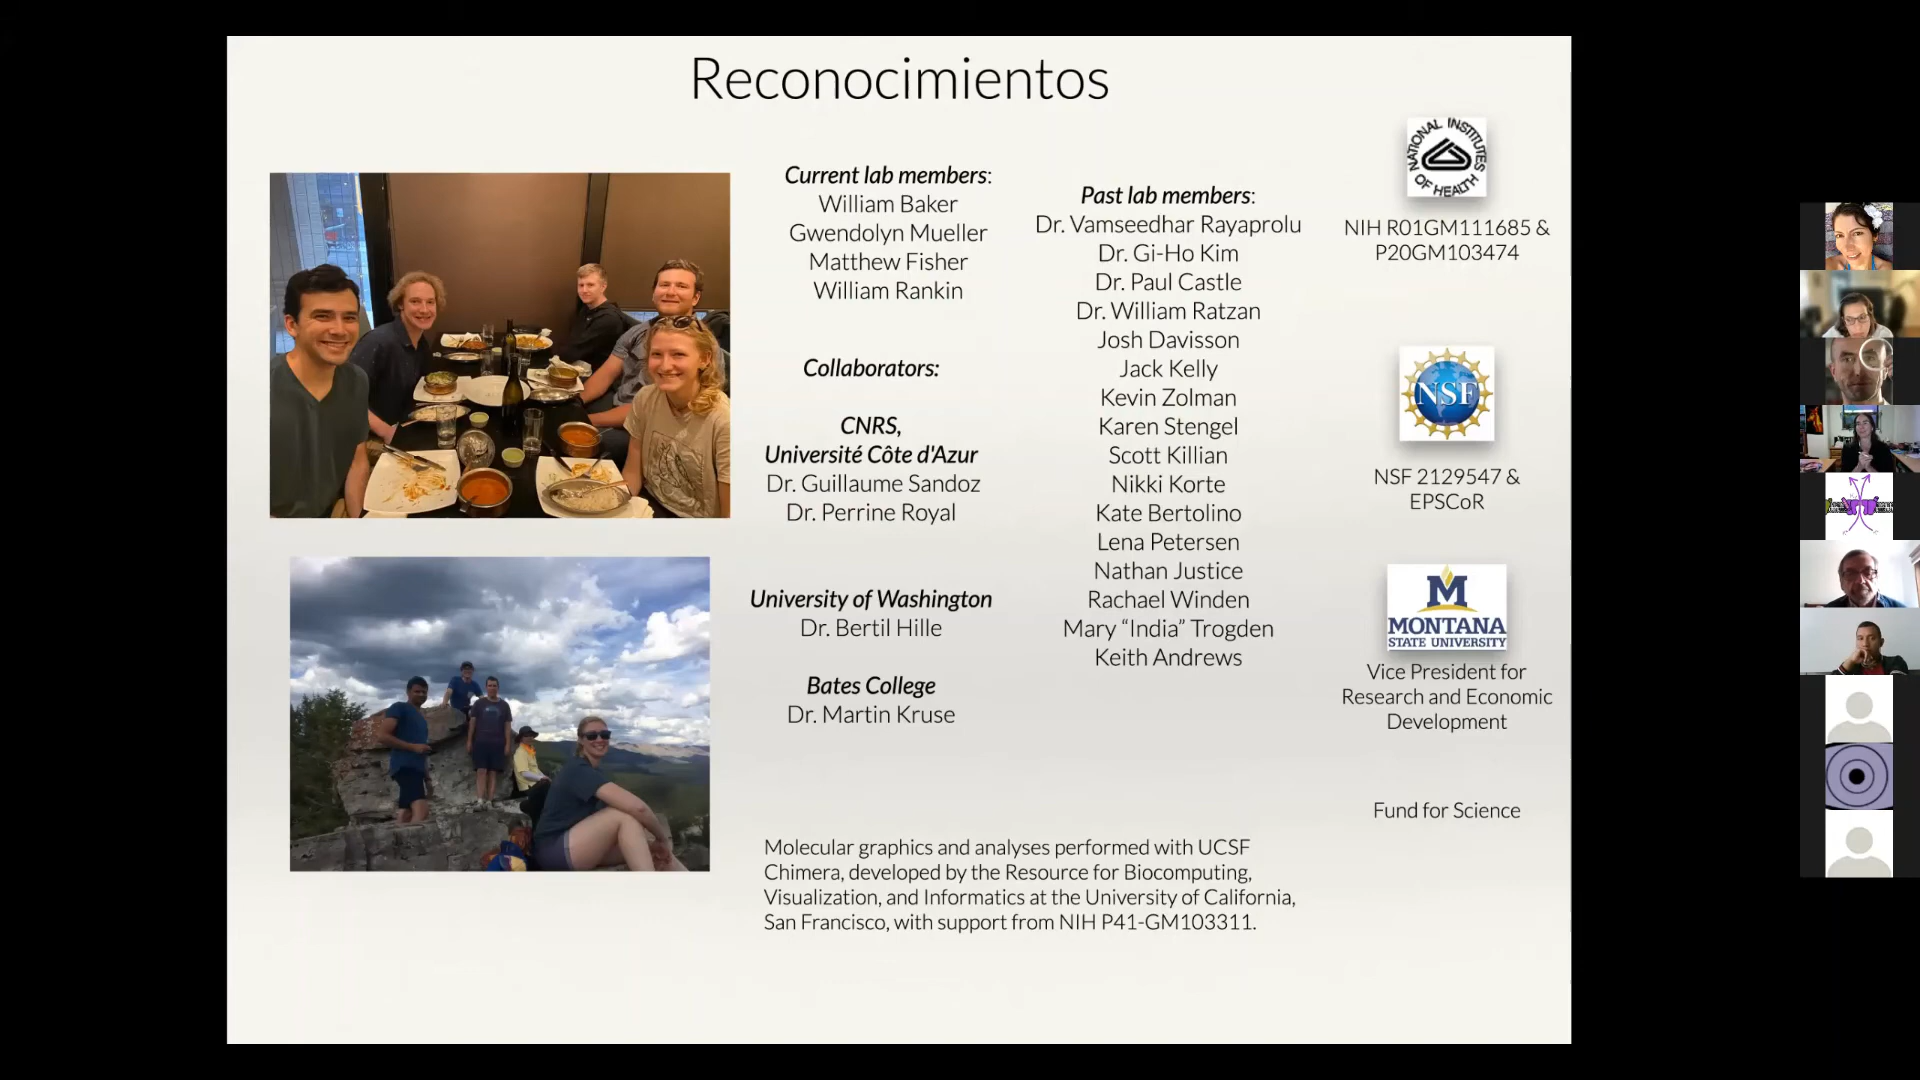 Reconocimientos
Current lab members:
William Baker
Gwendolyn Mueller
Matthew Fisher
William Rankin
Collaborators:
CNRS,
Université Côte d'Azur
Dr. Guillaume Sandoz
Dr. Perrine Royal
University of Washington
Dr. Bertil Hille
Bates College
Dr. Martin Kruse
Past lab members:
Dr. Vamseedhar Rayaprolu
Dr. Gi-Ho Kim
Dr. Paul Castle
Dr. William Ratzan
Josh Davisson
Jack Kelly
Kevin Zolman
Karen Stengel
Scott Killian
Nikki Korte
Kate Bertolino
Lena Petersen
Nathan Justice
Rachael Winden
Mary “India” Trogden
Keith Andrews
NATIONAL INSTITUTES
OF HEALTH
NIH R01GM111685 &
P20GM103474
NSF
NSF 2129547 &
EPSCoR
M
MONTANA
STATE UNIVERSITY
Vice President for
Research and Economic
Development
Fund for Science
Molecular graphics and analyses performed with UCSF
Chimera, developed by the Resource for Biocomputing,
Visualization, and Informatics at the University of California,
San Francisco, with support from NIH P41-GM103311.